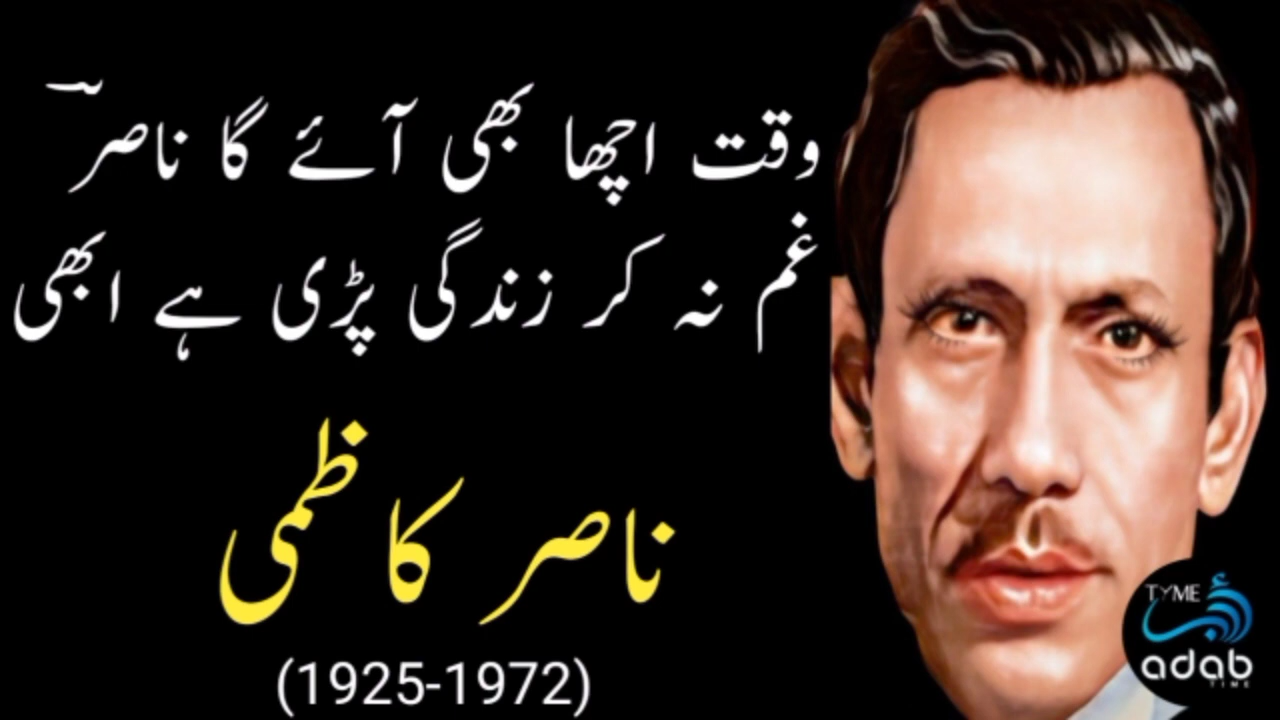 وقت اچھا بھی آئے گا ناصرؔ
غم نہ کر زندگی پڑی ہے ابھی
ناصر کاظمی
(1925-1972)
TYME
adab
TIME